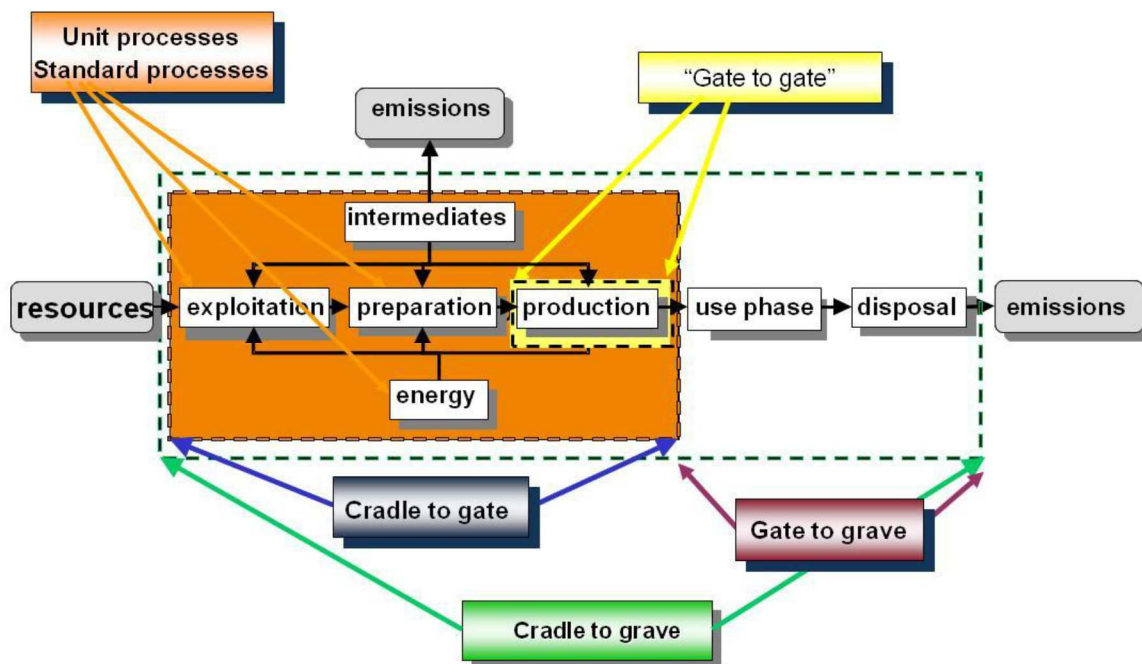 Unit processes
Standard processes
"Gate to gate"
emissions
intermediates
resources
exploitation
preparation
production
use phase
disposal
emissions
energy
Cradle to gate
Gate to grave
Cradle to grave